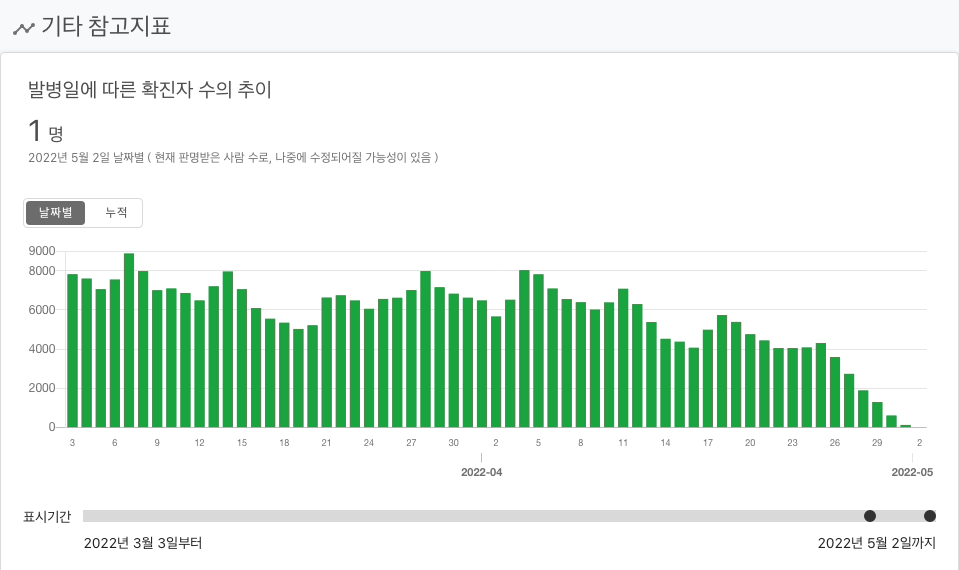 기타 참고지표
발병일에 따른 확진자 수의 추이
1 명
2022년 5월 2일 날짜별 ( 현재 판명받은 사람 수로, 나중에 수정되어질 가능성이 있음 )
날짜별 누적
9000
8000
6000
4000
2000
0
3 6 9 12 15 18 21 24 27 30 2 5 8 11 14 17 20 23 26 29 2
2022-04 2022-05
표시기간
2022년 3월 3일부터 2022년 5월 2일까지